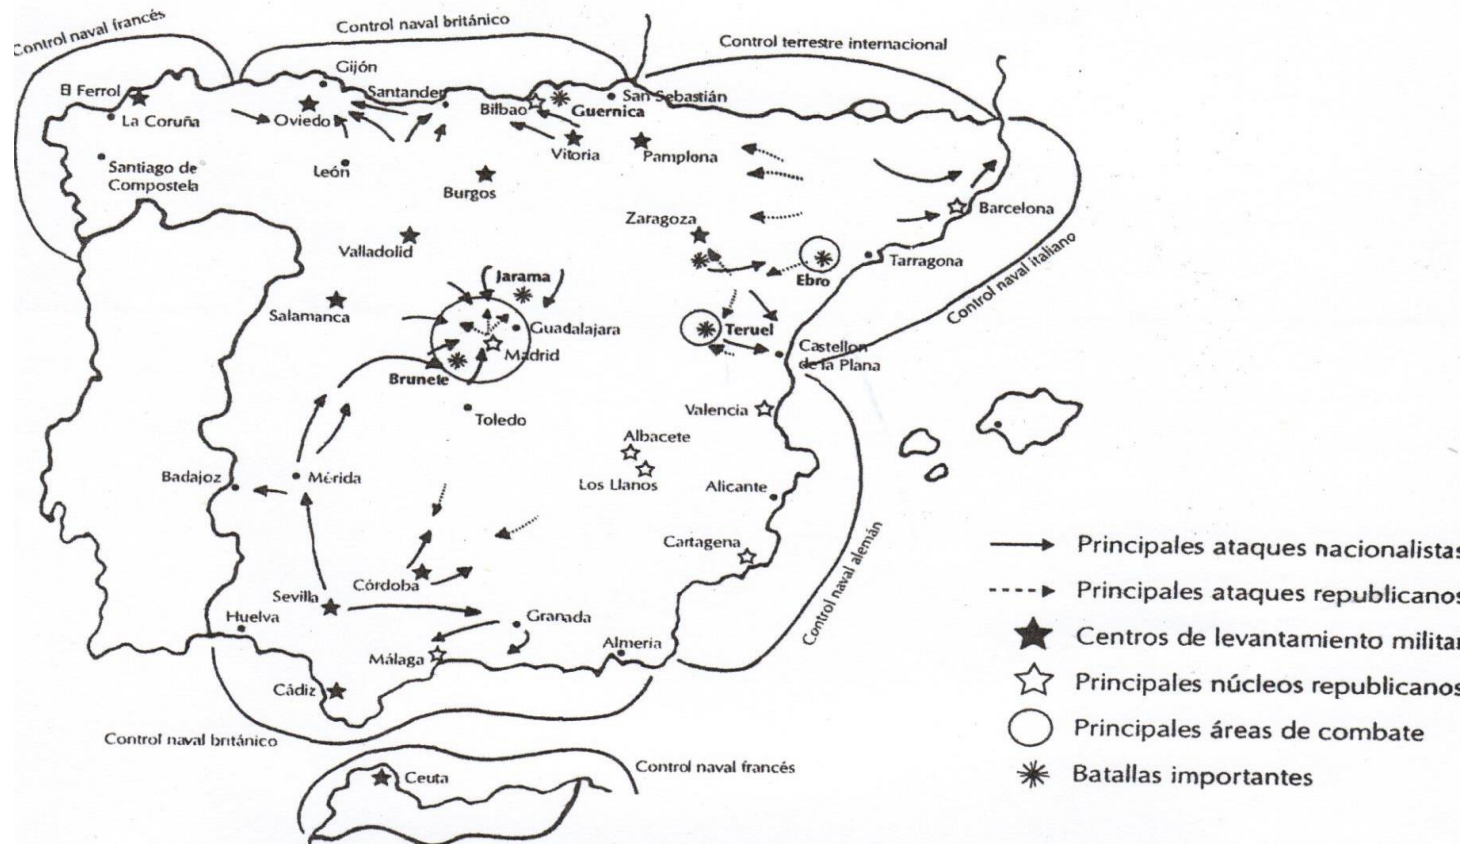 Control naval francés
Control naval británico
Control terrestre internacional
Gijón
El Ferrol
Santander
San Sebastián
Bilbao
Guernica
La Coruña
Oviedo
Vitoria
Pamplona
Santiago de
Compostela
León
Burgos
Barcelona
Zaragoza
Valladolid
Tarragona
Ebro
Control naval italiano
Jarama
Salamanca
Guadalajara
Teruel
Madrid
Castellon
de la Plana
Brunete
Toledo
Valencia
Albacete
Badajoz
Mérida
Los Llanos
Alicante
Cartagena
Control naval alemán
Córdoba
Sevilla
Huelva
Granada
Almería
Málaga
Cádiz
Control naval británico
Ceuta
Control naval francés
Principales ataques nacionalistas
Principales ataques republicanos
Centros de levantamiento militar
Principales núcleos republicanos
Principales áreas de combate
Batallas importantes